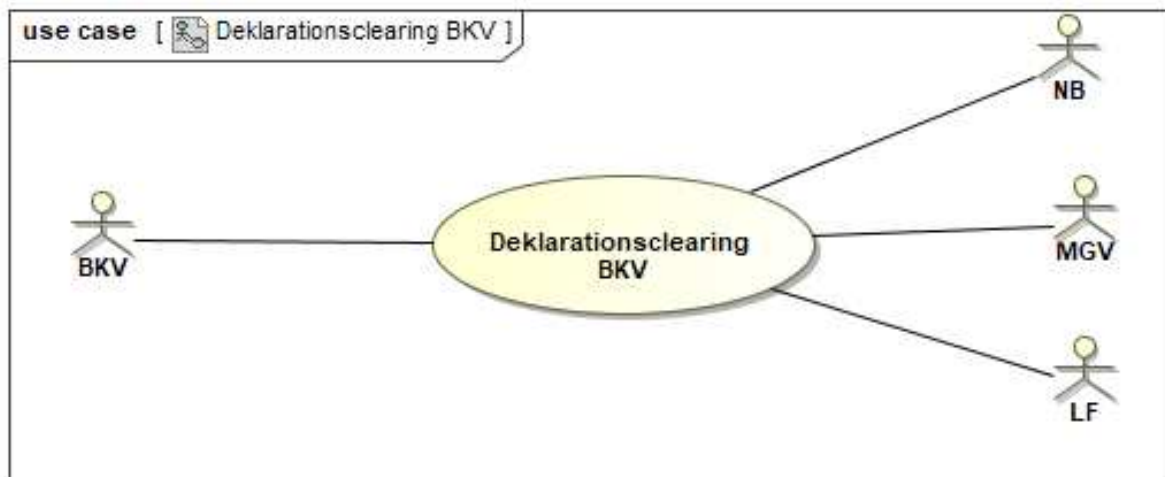 use case [ Deklarationsclearing BKV ]
NB
BKV
Deklarationsclearing
BKV
MGV
LF